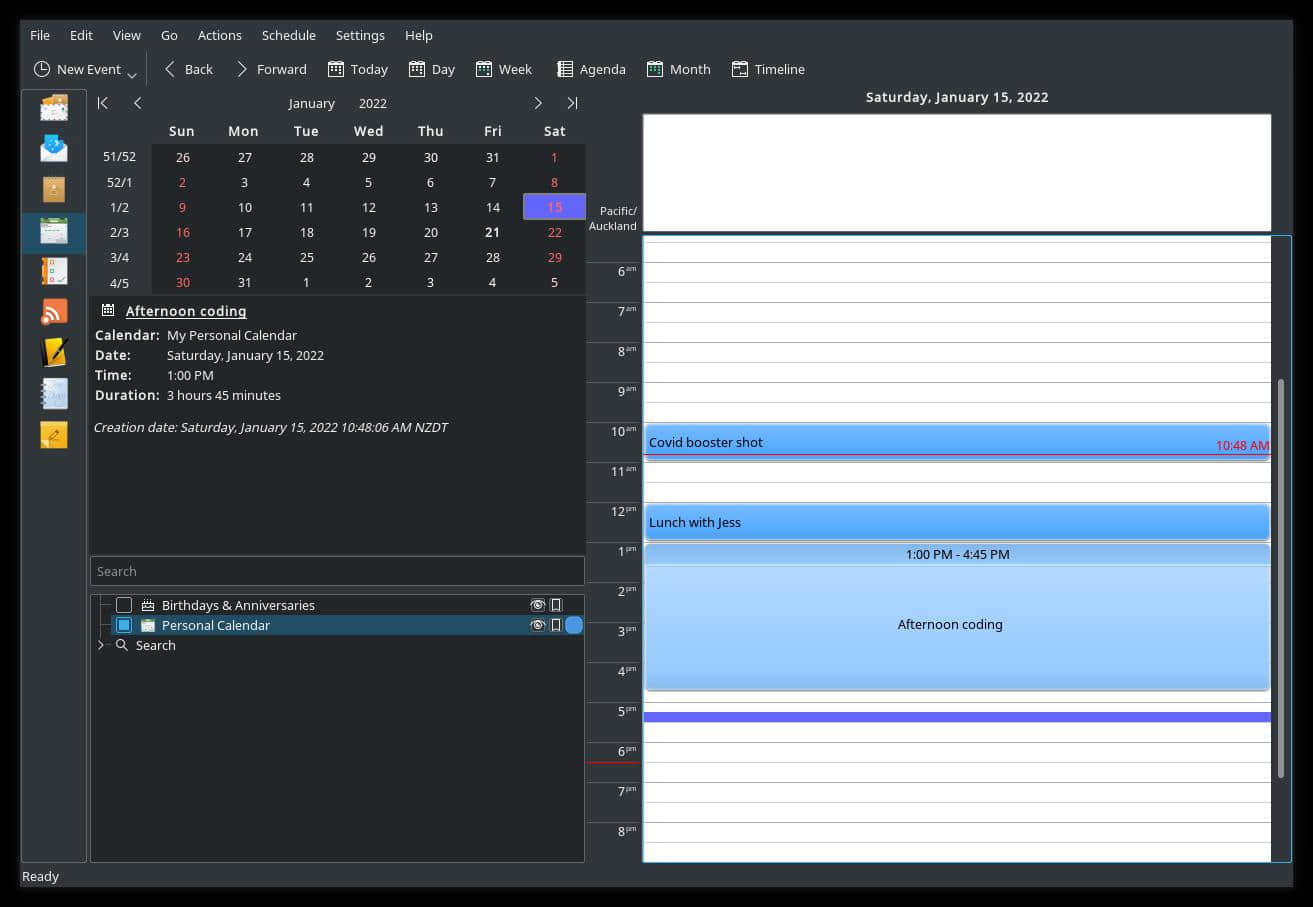 File Edit View Go Actions Schedule Settings Help
New Event Back Forward Today Day Week Agenda Month Timeline
January 2022
Sun Mon Tue Wed Thu Fri Sat
51/52 26 27 28 29 30 31 1
52/1 2 3 4 5 6 7 8
1/2 9 10 11 12 13 14 15
2/3 16 17 18 19 20 21 22
3/4 23 24 25 26 27 28 29
4/5 30 31 1 2 3 4 5
Afternoon coding
Calendar: My Personal Calendar
Date: Saturday, January 15, 2022
Time: 1:00 PM
Duration: 3 hours 45 minutes
Creation date: Saturday, January 15, 2022 10:48:06 AM NZDT
Search
Birthdays & Anniversaries
Personal Calendar
Search
Saturday, January 15, 2022
Pacific/
Auckland
6 am
7 am
8 am
9 am
10 am
Covid booster shot
10:48 AM
11 am
12 pm
Lunch with Jess
1 pm
1:00 PM - 4:45 PM
2 pm
Afternoon coding
3 pm
4 pm
5 pm
6 pm
7 pm
8 pm
Ready